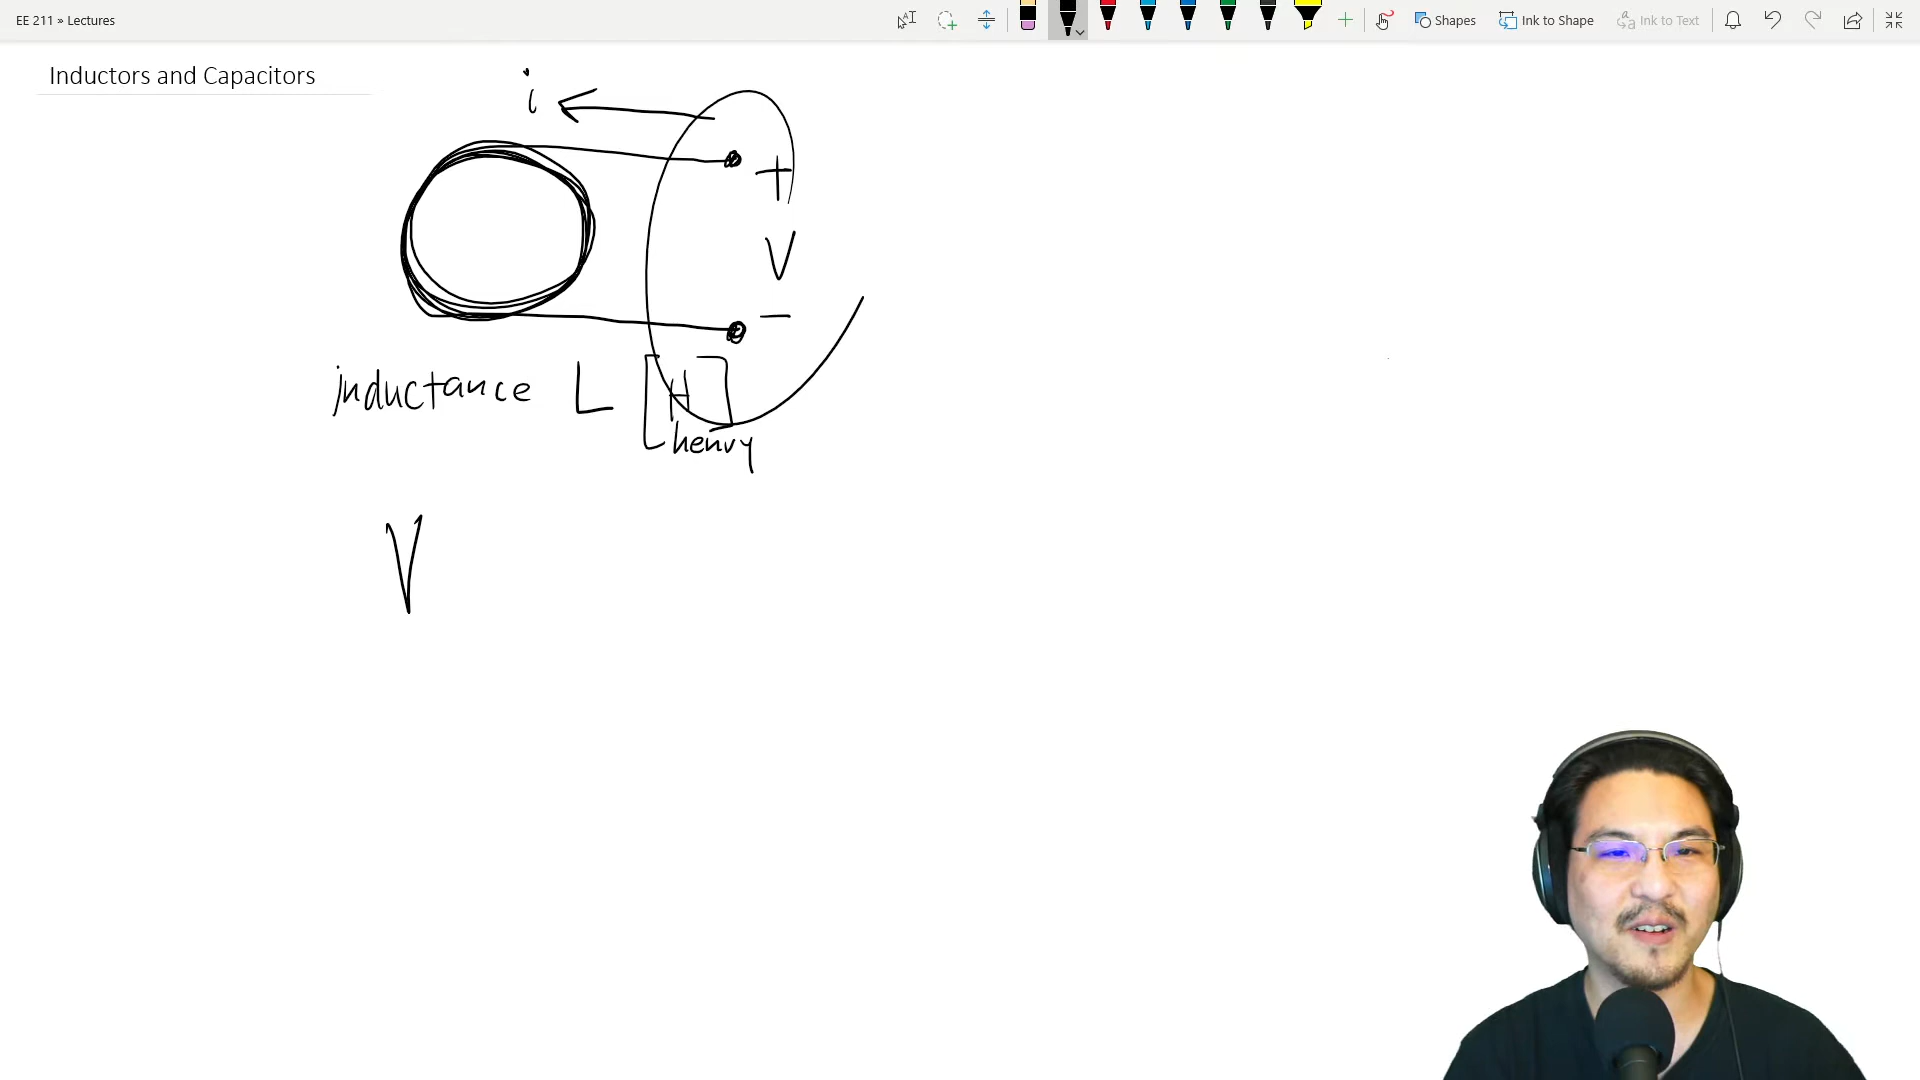 EE 211 » Lectures
Shapes
Ink to Shape
Ink to Text
Inductors and Capacitors
i
+
V
−
inductance L [H]
henry
V